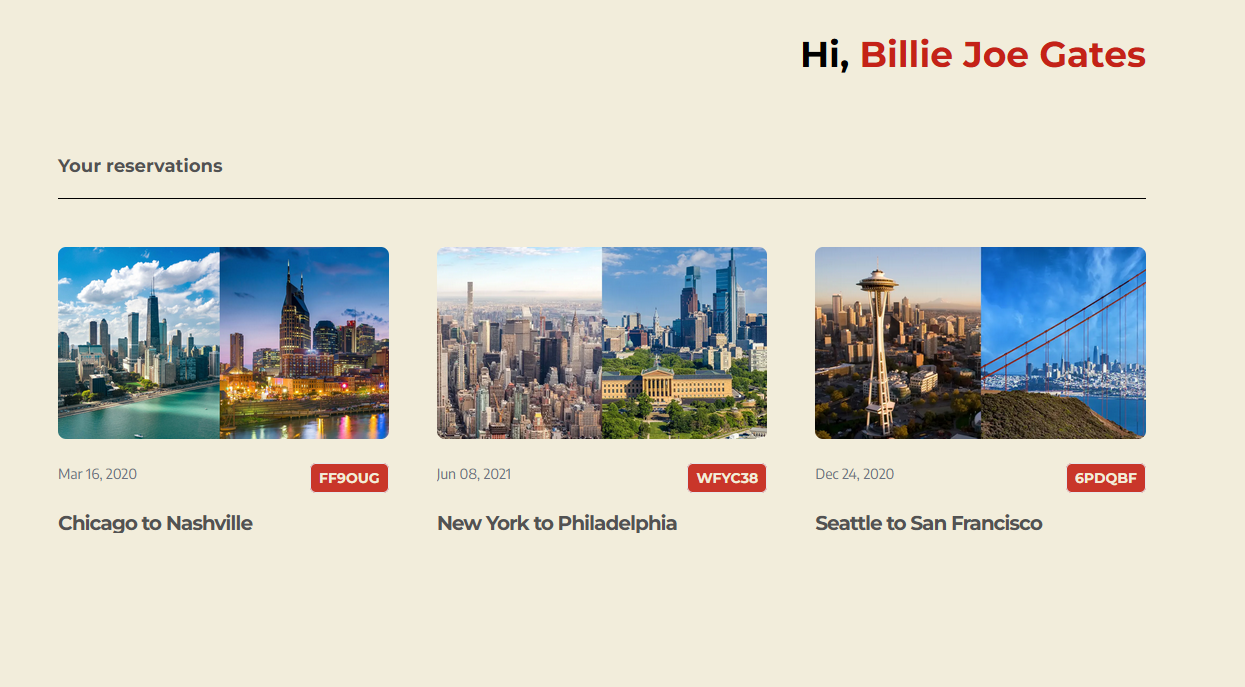 Hi, Billie Joe Gates
Your reservations
Mar 16, 2020
FF9OUG
Chicago to Nashville
Jun 08, 2021
WFYC38
New York to Philadelphia
Dec 24, 2020
6PDQBF
Seattle to San Francisco